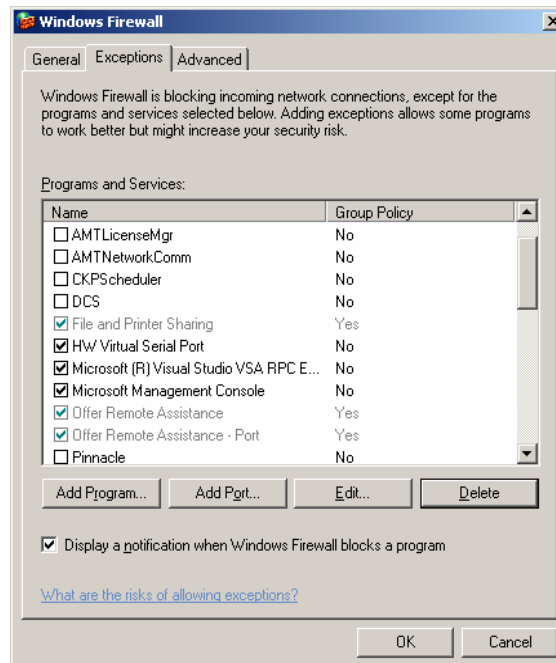 Windows Firewall
General Exceptions Advanced
Windows Firewall is blocking incoming network connections, except for the
programs and services selected below. Adding exceptions allows some programs
to work better but might increase your security risk.
Programs and Services:
Name Group Policy
AMTLicenseMgr No
AMTNetworkComm No
CKPScheduler No
DCS No
File and Printer Sharing Yes
HW Virtual Serial Port No
Microsoft (R) Visual Studio VSA RPC E... No
Microsoft Management Console No
Offer Remote Assistance Yes
Offer Remote Assistance - Port Yes
Pinnacle No
Add Program... Add Port... Edit... Delete
Display a notification when Windows Firewall blocks a program
What are the risks of allowing exceptions?
OK Cancel